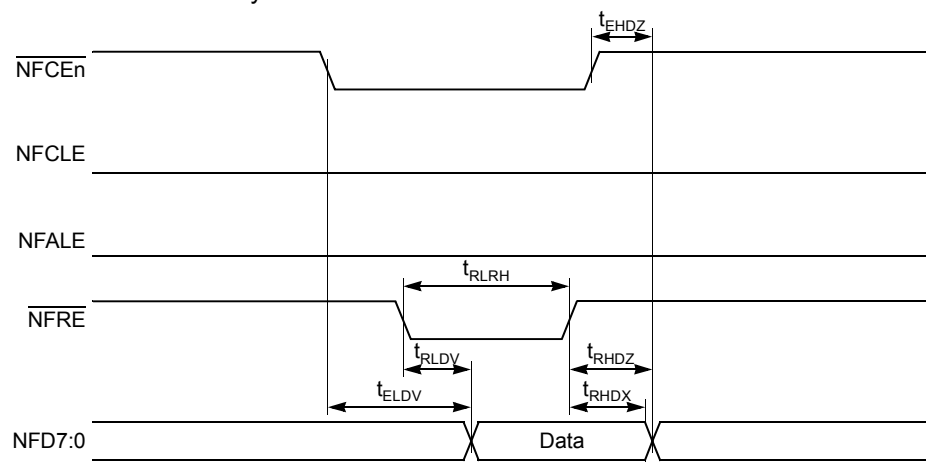 y
tEHDZ
NFCEn
NFCLE
NFALE
tRLRH
NFRE
tRLDV
tRHDZ
tELDV
tRHDX
NFD7:0
Data